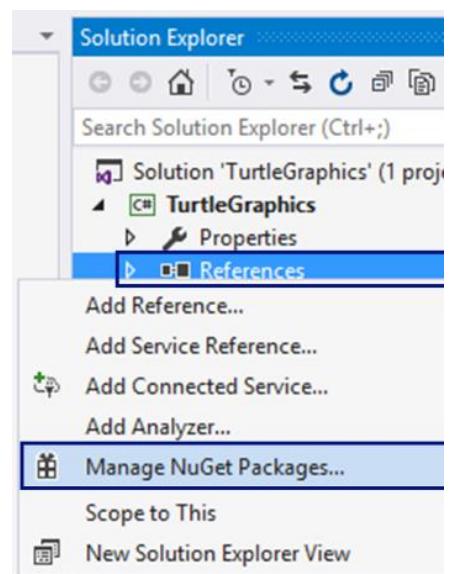 Solution Explorer
Search Solution Explorer (Ctrl+;)
Solution 'TurtleGraphics' (1 proje
C# TurtleGraphics
Properties
References
Add Reference...
Add Service Reference...
Add Connected Service...
Add Analyzer...
Manage NuGet Packages...
Scope to This
New Solution Explorer View